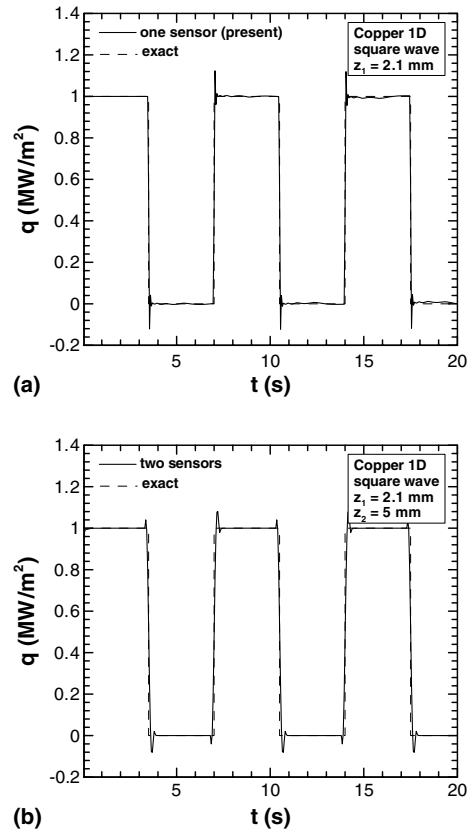 1.4
1.2
1
0.8
0.6
0.4
0.2
0
-0.2
q (MW/m²)
one sensor (present)
exact
Copper 1D
square wave
z₁ = 2.1 mm
5
10
15
20
(a)
t (s)
1.4
1.2
1
0.8
0.6
0.4
0.2
0
-0.2
q (MW/m²)
two sensors
exact
Copper 1D
square wave
z₁ = 2.1 mm
z₂ = 5 mm
5
10
15
20
(b)
t (s)